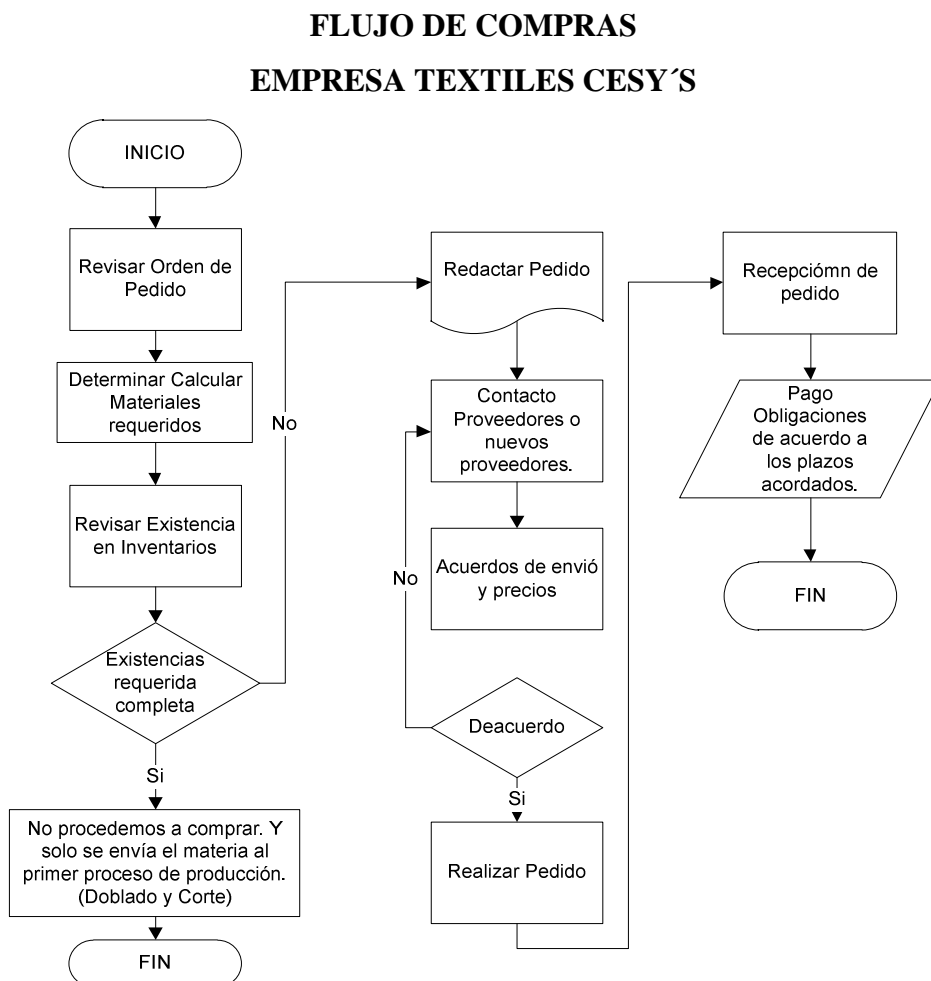 FLUJO DE COMPRAS
EMPRESA TEXTILES CESY´S
INICIO
Revisar Orden de
Pedido
Determinar Calcular
Materiales
requeridos
Revisar Existencia
en Inventarios
Existencias
requerida
completa
Si
No procedemos a comprar. Y
solo se envía el materia al
primer proceso de producción.
(Doblado y Corte)
FIN
No
Redactar Pedido
Contacto
Proveedores o
nuevos
proveedores.
Acuerdos de envió
y precios
No
Deacuerdo
Si
Realizar Pedido
Recepciómn de
pedido
Pago
Obligaciones
de acuerdo a
los plazos
acordados.
FIN